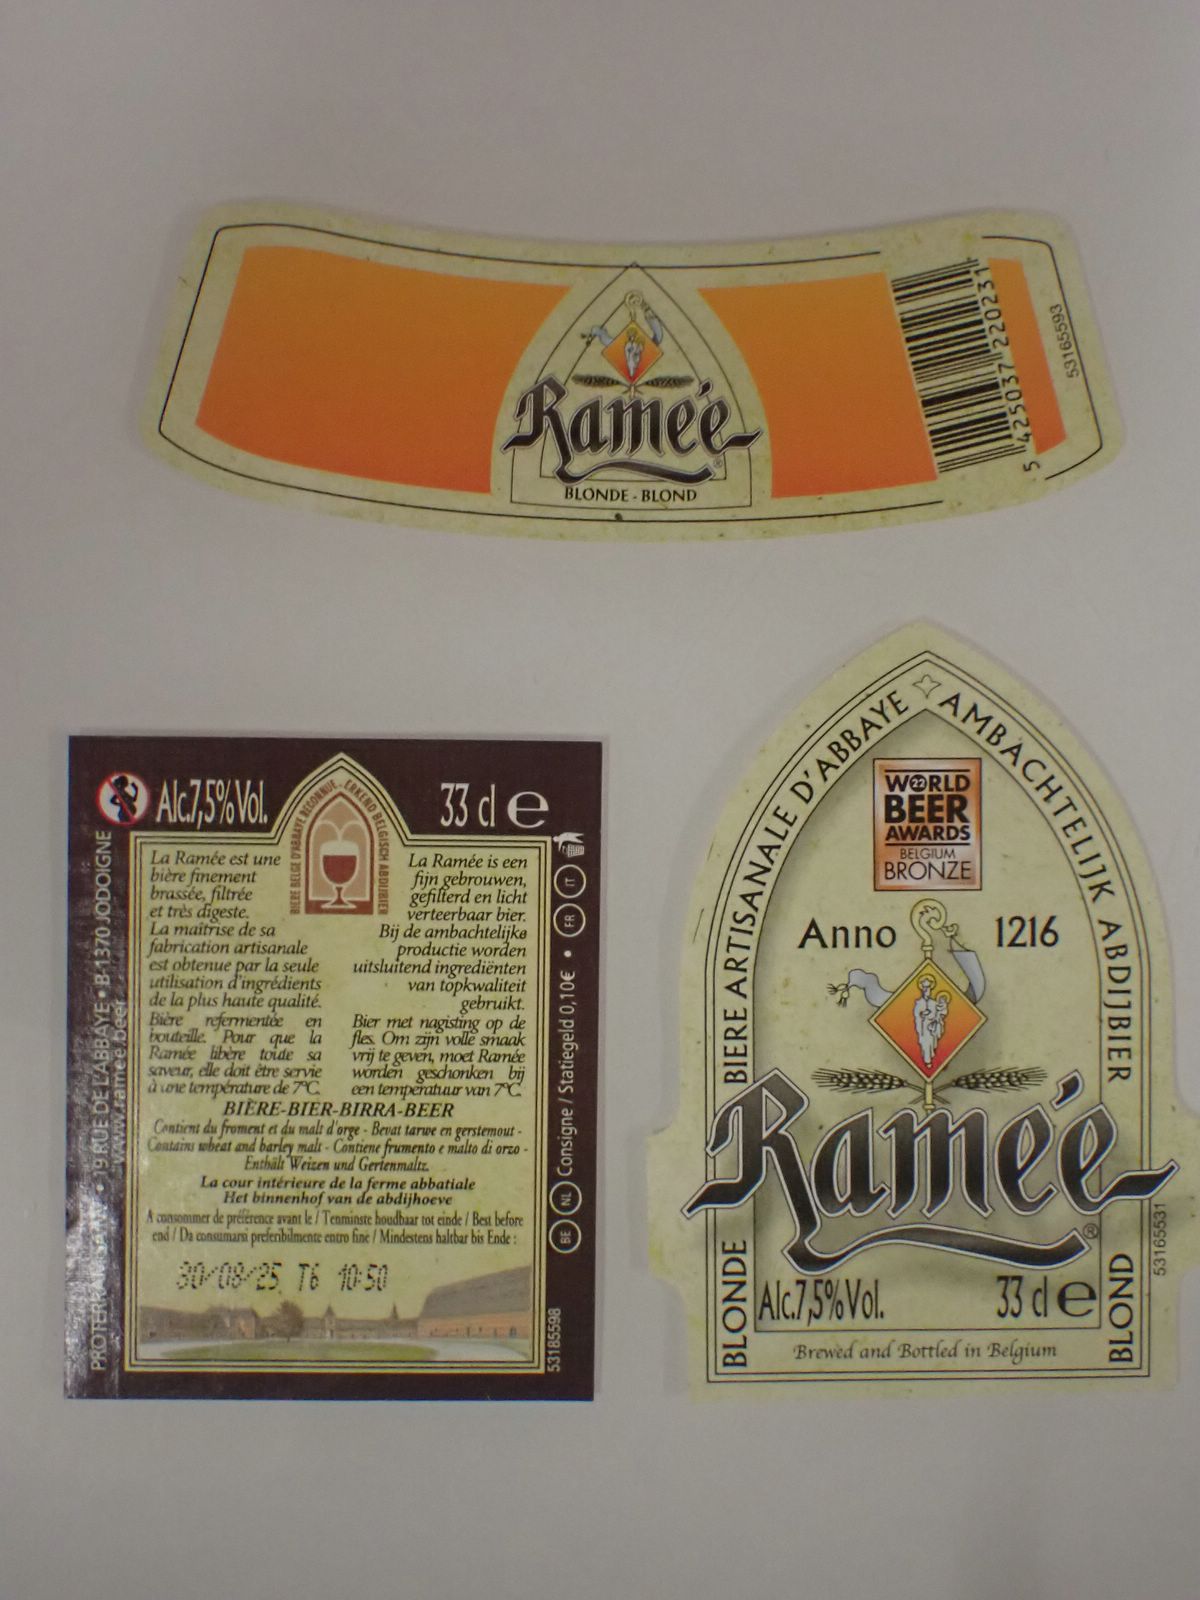 Ramée
®
BLONDE - BLOND
5 425037 220231
53165593
BIERE ARTISANALE D'ABBAYE
AMBACHTELIJK ABDIJBIER
WORLD
22
BEER
AWARDS
BELGIUM
BRONZE
Anno 1216
Ramée
®
BLONDE
BLOND
Alc.7,5%Vol. 33 cl e
Brewed and Bottled in Belgium
53165531
Alc.7,5%Vol. 33 cl e
BIERE BELGE D'ABBAYE RECONNUE - ERKEND BELGISCH ABDIJBIER
La Ramée est une
bière finement
brassée, filtrée
et très digeste.
La maîtrise de sa
fabrication artisanale
est obtenue par la seule
utilisation d'ingrédients
de la plus haute qualité.
Bière refermentée en
bouteille. Pour que la
Ramée libère toute sa
saveur, elle doit être servie
à une température de 7°C.
La Ramée is een
fijn gebrouwen,
gefilterd en licht
verteerbaar bier.
Bij de ambachtelijke
productie worden
uitsluitend ingrediënten
van topkwaliteit
gebruikt.
Bier met nagisting op de
fles. Om zijn volle smaak
vrij te geven, moet Ramée
worden geschonken bij
een temperatuur van 7°C.
BIÈRE-BIER-BIRRA-BEER
Contient du froment et du malt d'orge - Bevat tarwe en gerstemout -
Contains wheat and barley malt - Contiene frumento e malto di orzo -
Enthält Weizen und Gertenmaltz.
La cour intérieure de la ferme abbatiale
Het binnenhof van de abdijhoeve
A consommer de préférence avant le / Tenminste houdbaar tot einde / Best before
end / Da consumarsi preferibilmente entro fine / Mindestens haltbar bis Ende :
30/08/25 T6 10:50
• 19 RUE DE L'ABBAYE • B-1370 JODOIGNE
www.ramee.beer
BE NL Consigne / Statiegeld 0,10€ • FR IT
53185598